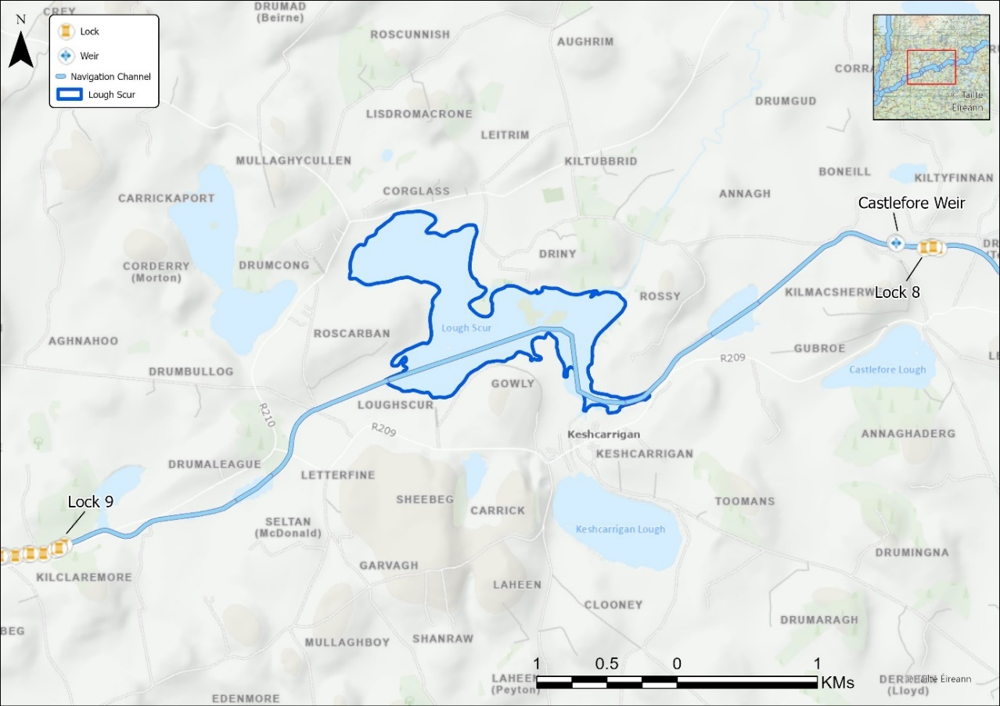 CREY
DRUMAD
(Beirne)
N
Lock
Weir
Navigation Channel
Lough Scur
ROSCUNNISH
AUGHRIM
Tailte
Éireann
DRUMGUD
LISDROMACRONE
LEITRIM
MULLAGHYCULLEN
KILTUBBRID
BONEILL
KILTYFINNAN
CARRICKAPORT
CORGLASS
ANNAGH
Castlefore Weir
DRINY
CORDERRY
(Morton)
DRUMCONG
KILMACSHERW
Lock 8
ROSSY
Lough Scur
ROSCARBAN
AGHNAHOO
GUBROE
R209
Castlefore Lough
DRUMBULLOG
GOWLY
LOUGHSCUR
R210
R209
Keshcarrigan
ANNAGHADERG
KESHCARRIGAN
DRUMALEAGUE
LETTERFINE
Lock 9
SHEEBEG
CARRICK
TOOMANS
SELTAN
(McDonald)
Keshcarrigan Lough
DRUMINGNA
GARVAGH
KILCLAREMORE
LAHEEN
CLOONEY
DRUMARAGH
BEG
SHANRAW
MULLAGHBOY
1 0.5 0 1
KMs
LAHEEN
(Peyton)
(Lloyd)
Tailte Éireann
EDENMORE